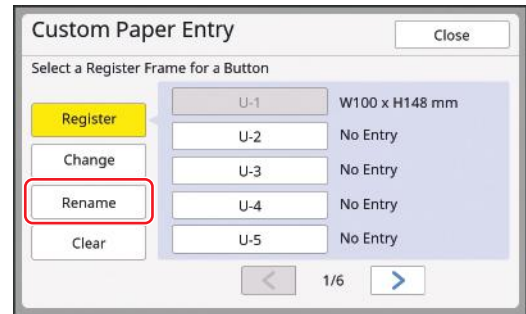 Custom Paper Entry
Close
Select a Register Frame for a Button
Register
Change
Rename
Clear
U-1 W100 x H148 mm
U-2 No Entry
U-3 No Entry
U-4 No Entry
U-5 No Entry
1/6